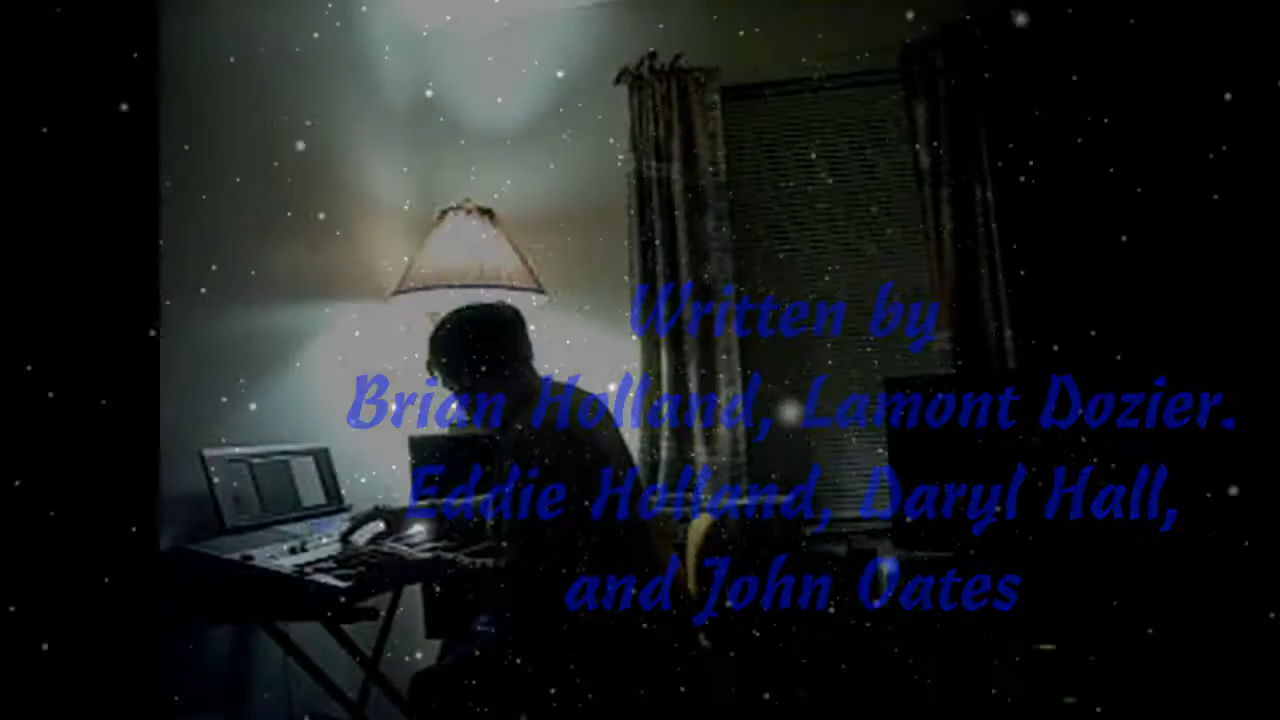 Written by
Brian Holland, Lamont Dozier.
Eddie Holland, Daryl Hall,
and John Oates